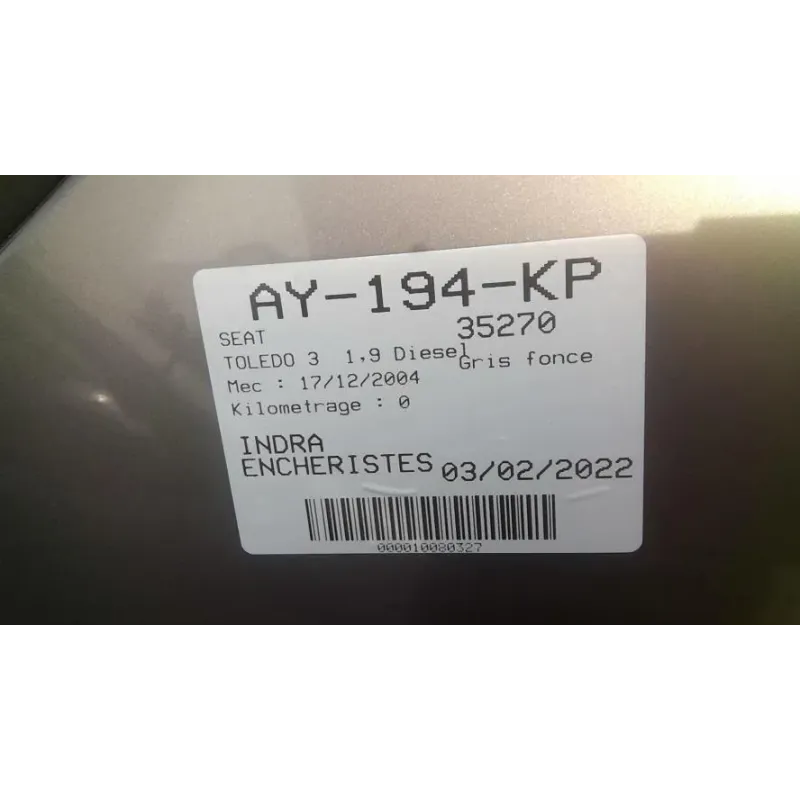 AY-194-KP
SEAT 35270
TOLEDO 3 1,9 Diesel Gris fonce
Mec : 17/12/2004
Kilometrage : 0
INDRA
ENCHERISTES 03/02/2022
000010080327